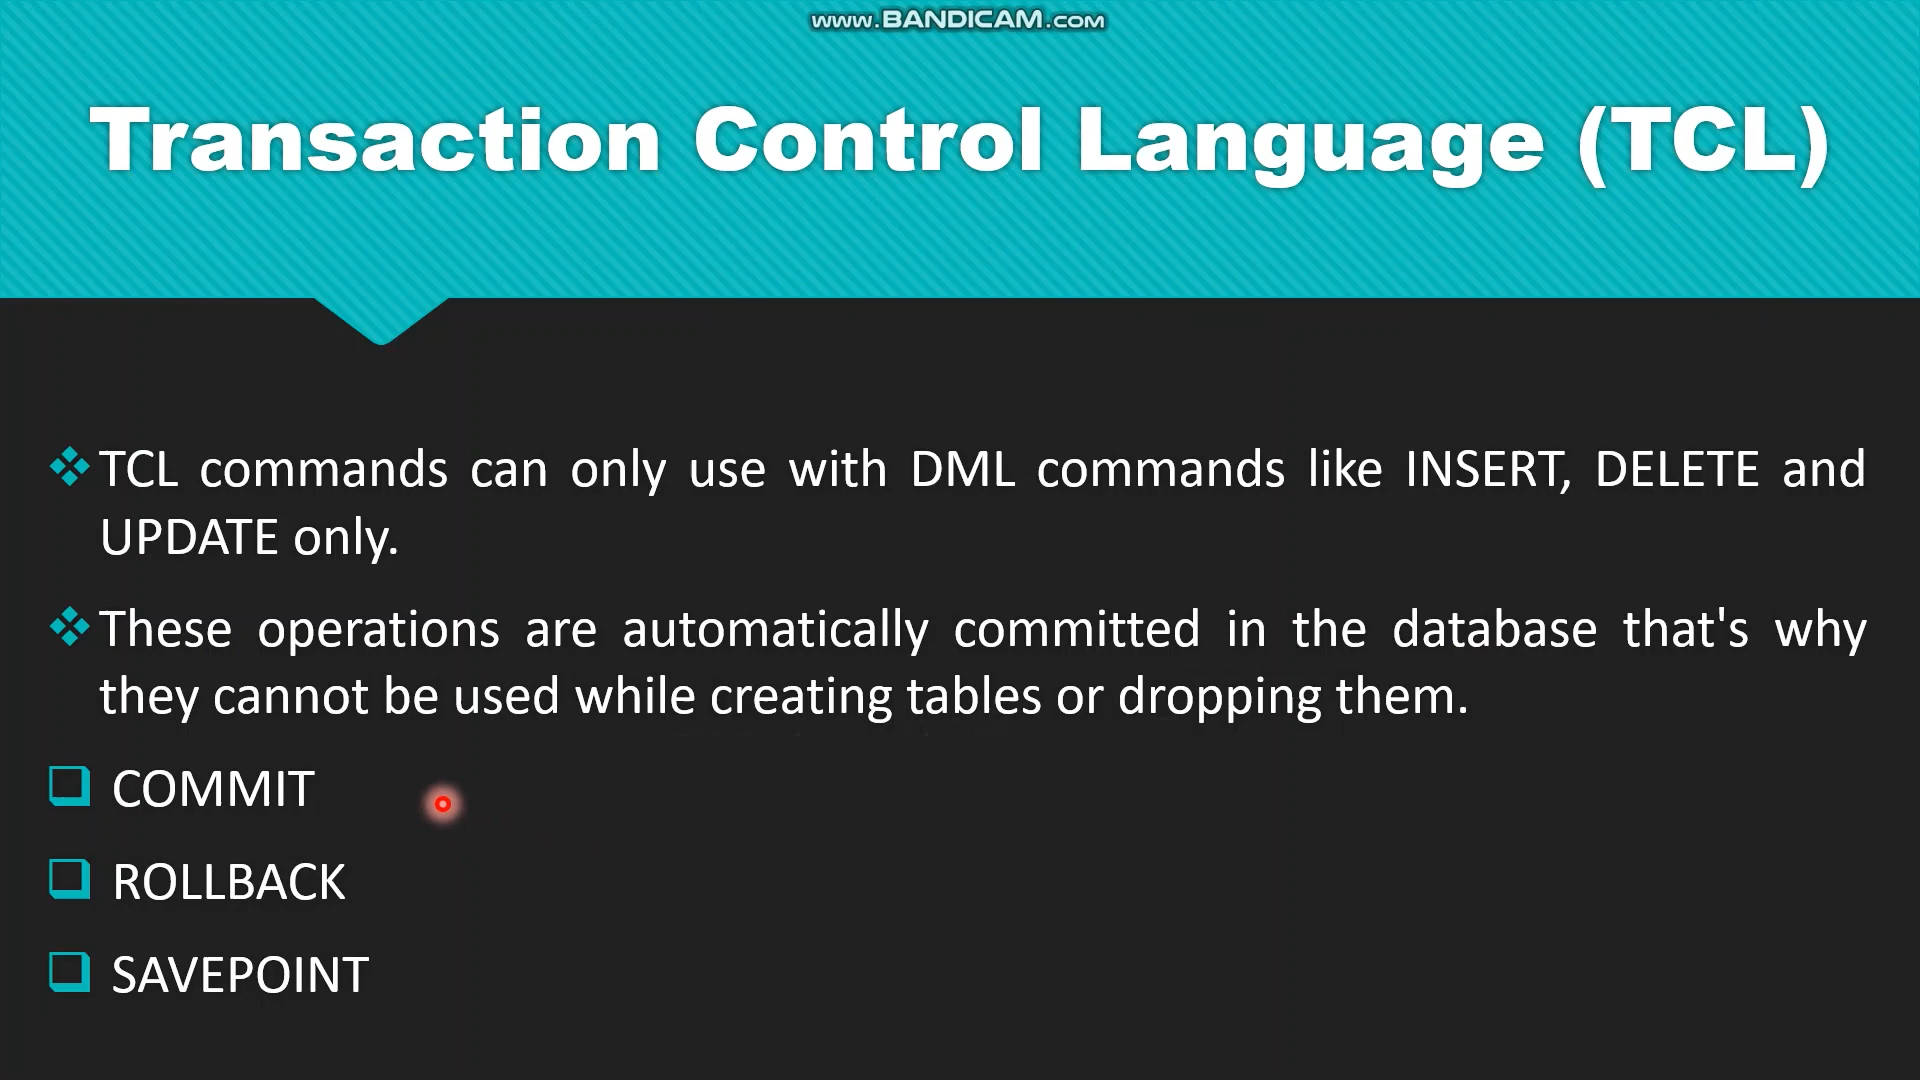 www.BANDICAM.com
Transaction Control Language (TCL)
TCL commands can only use with DML commands like INSERT, DELETE and
UPDATE only.
These operations are automatically committed in the database that's why
they cannot be used while creating tables or dropping them.
COMMIT
ROLLBACK
SAVEPOINT